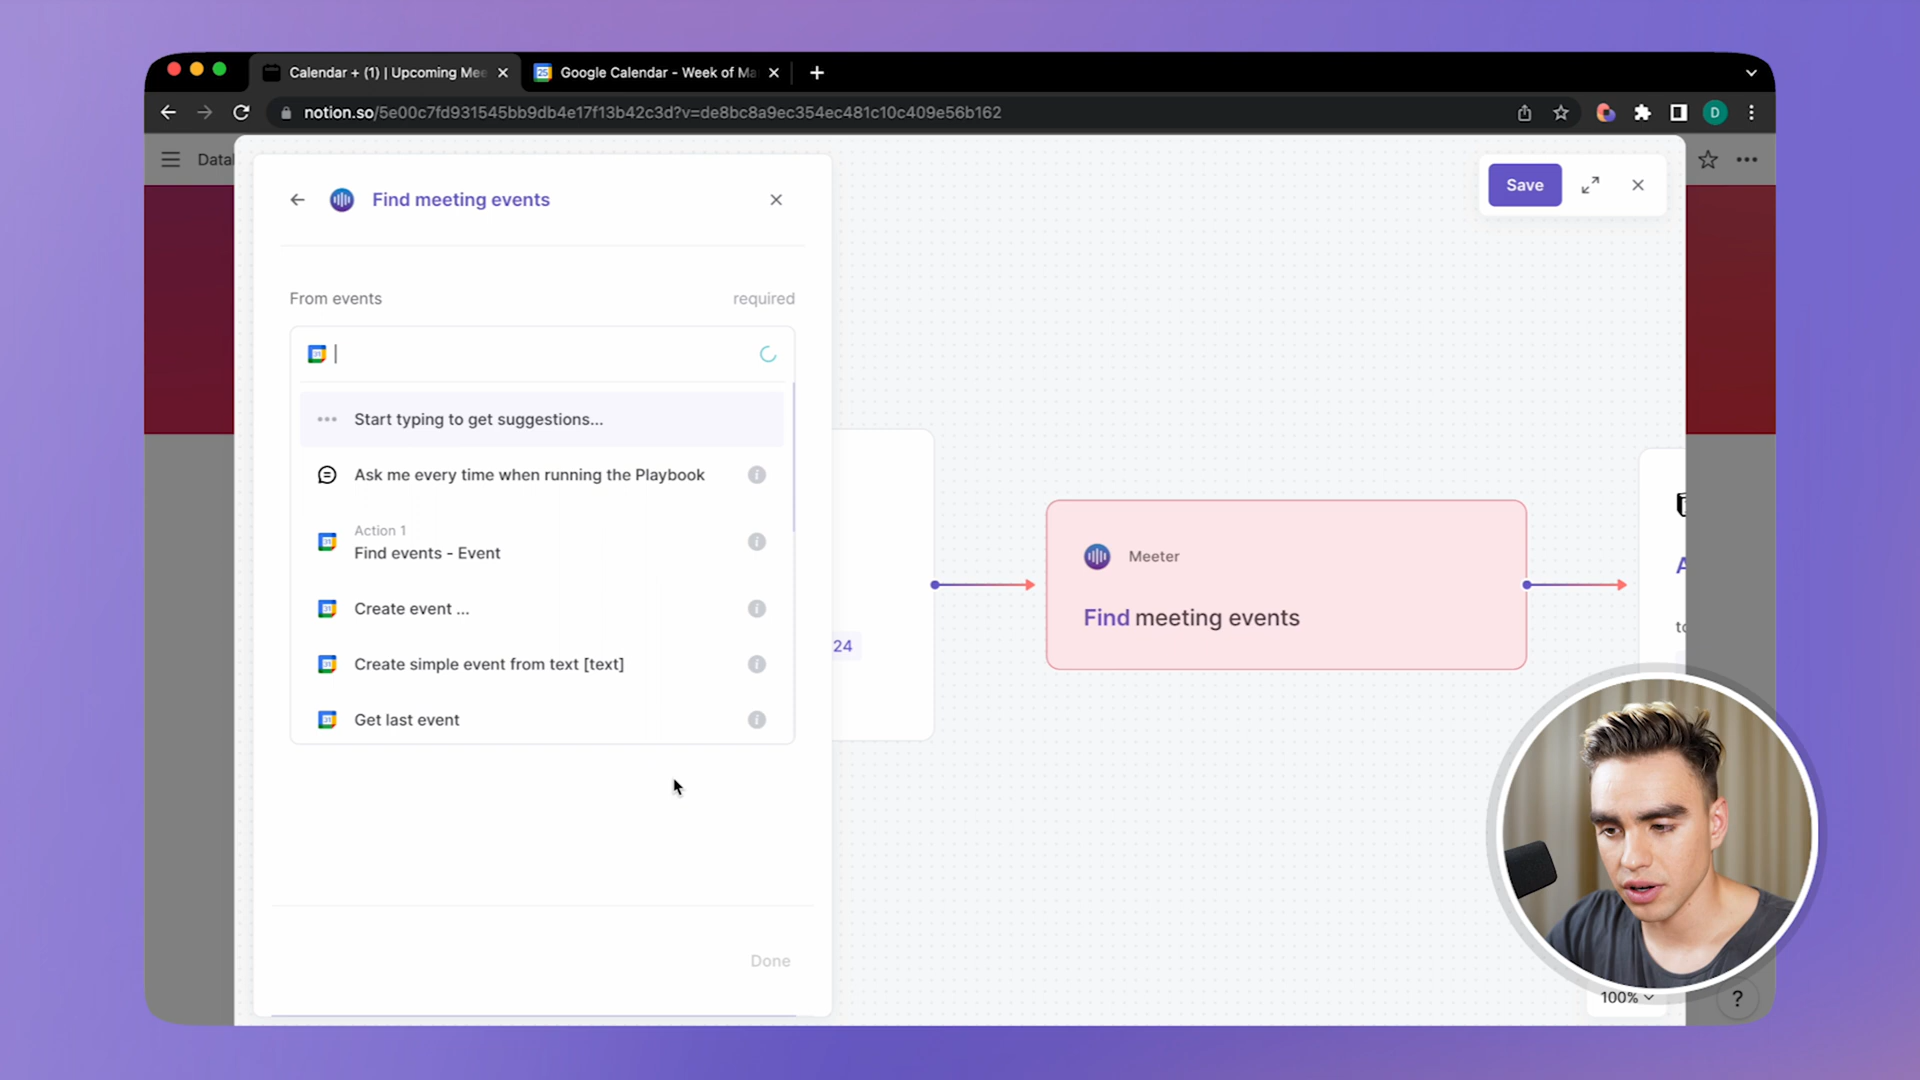 Calendar + (1) | Upcoming Mee
Google Calendar - Week of Ma
notion.so/5e00c7fd931545bb9db4e17f13b42c3d?v=de8bc8a9ec354ec481c10c409e56b162
D
Datal
Find meeting events
Save
From events
required
Start typing to get suggestions...
Ask me every time when running the Playbook
Action 1
Find events - Event
Create event ...
Create simple event from text [text]
Get last event
Done
24
Meeter
Find meeting events
A
to
100%
?